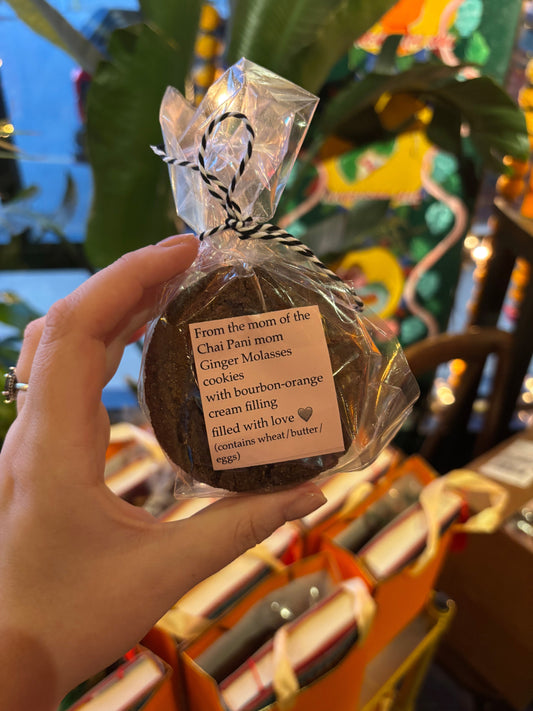 From the mom of the
Chai Pani mom
Ginger Molasses
cookies
with bourbon-orange
cream filling
filled with love 🖤
(contains wheat/butter/
eggs)